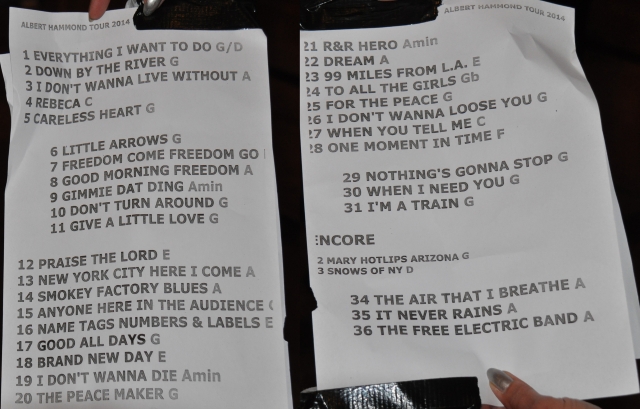 ALBERT HAMMOND TOUR 2014
1 EVERYTHING I WANT TO DO G/D
2 DOWN BY THE RIVER G
3 I DON'T WANNA LIVE WITHOUT A
4 REBECA C
5 CARELESS HEART G
6 LITTLE ARROWS G
7 FREEDOM COME FREEDOM GO
8 GOOD MORNING FREEDOM A
9 GIMMIE DAT DING Amin
10 DON'T TURN AROUND G
11 GIVE A LITTLE LOVE G
12 PRAISE THE LORD E
13 NEW YORK CITY HERE I COME A
14 SMOKEY FACTORY BLUES A
15 ANYONE HERE IN THE AUDIENCE
16 NAME TAGS NUMBERS & LABELS E
17 GOOD ALL DAYS G
18 BRAND NEW DAY E
19 I DON'T WANNA DIE Amin
20 THE PEACE MAKER G
ALBERT HAMMOND TOUR 2014
21 R&R HERO Amin
22 DREAM A
23 99 MILES FROM L.A. E
24 TO ALL THE GIRLS Gb
25 FOR THE PEACE G
26 I DON'T WANNA LOOSE YOU G
27 WHEN YOU TELL ME C
28 ONE MOMENT IN TIME F
29 NOTHING'S GONNA STOP G
30 WHEN I NEED YOU G
31 I'M A TRAIN G
ENCORE
2 MARY HOTLIPS ARIZONA G
3 SNOWS OF NY D
34 THE AIR THAT I BREATHE A
35 IT NEVER RAINS A
36 THE FREE ELECTRIC BAND A